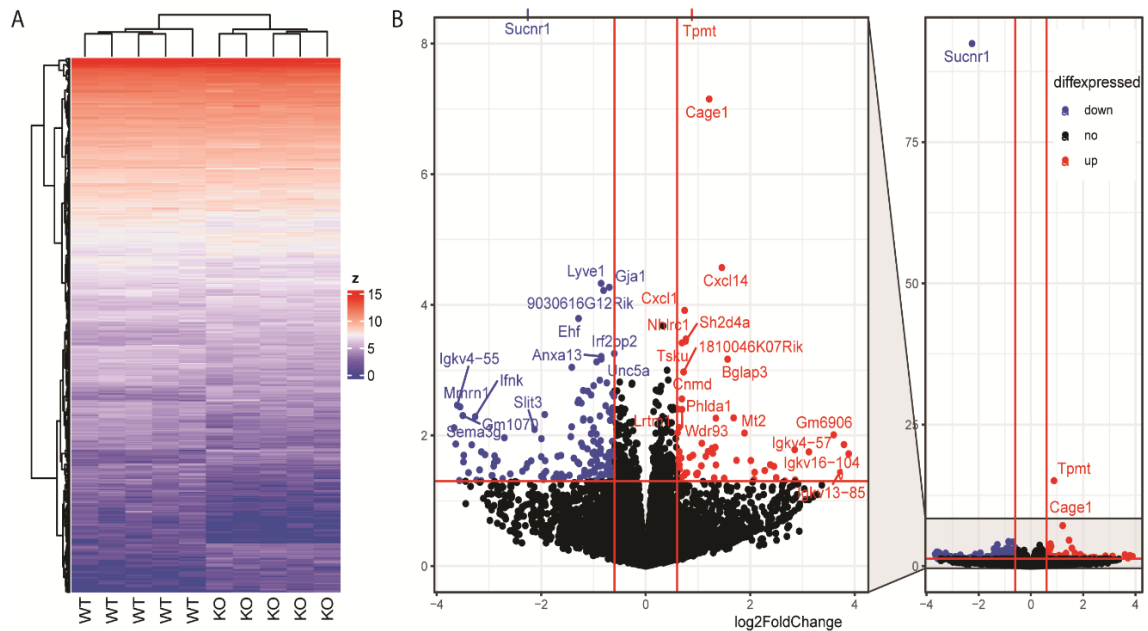 A
WT
WT
WT
WT
WT
KO
KO
KO
KO
KO
z
15
10
5
0
B
Sucnr1
Tpmt
8
Cage1
6
Lyve1
Gja1
Cxcl14
9030616G12Rik
Cxcl1
4
Nhlrc1
Sh2d4a
Ehf
Irf2bp2
1810046K07Rik
Anxa13
Tsku
Igkv4-55
Unc5a
Bglap3
Ifnk
Cnmd
Mmrn1
Slit3
Phlda1
Gm1070
Lrtm1
Mt2
Gm6906
Sema3g
Wdr93
2
Igkv4-57
Igkv16-104
Igkv13-85
0
−4
−2
0
2
4
log2FoldChange
Sucnr1
diffexpressed
down
no
up
75
50
25
Tpmt
Cage1
0
−4
−2
0
2
4